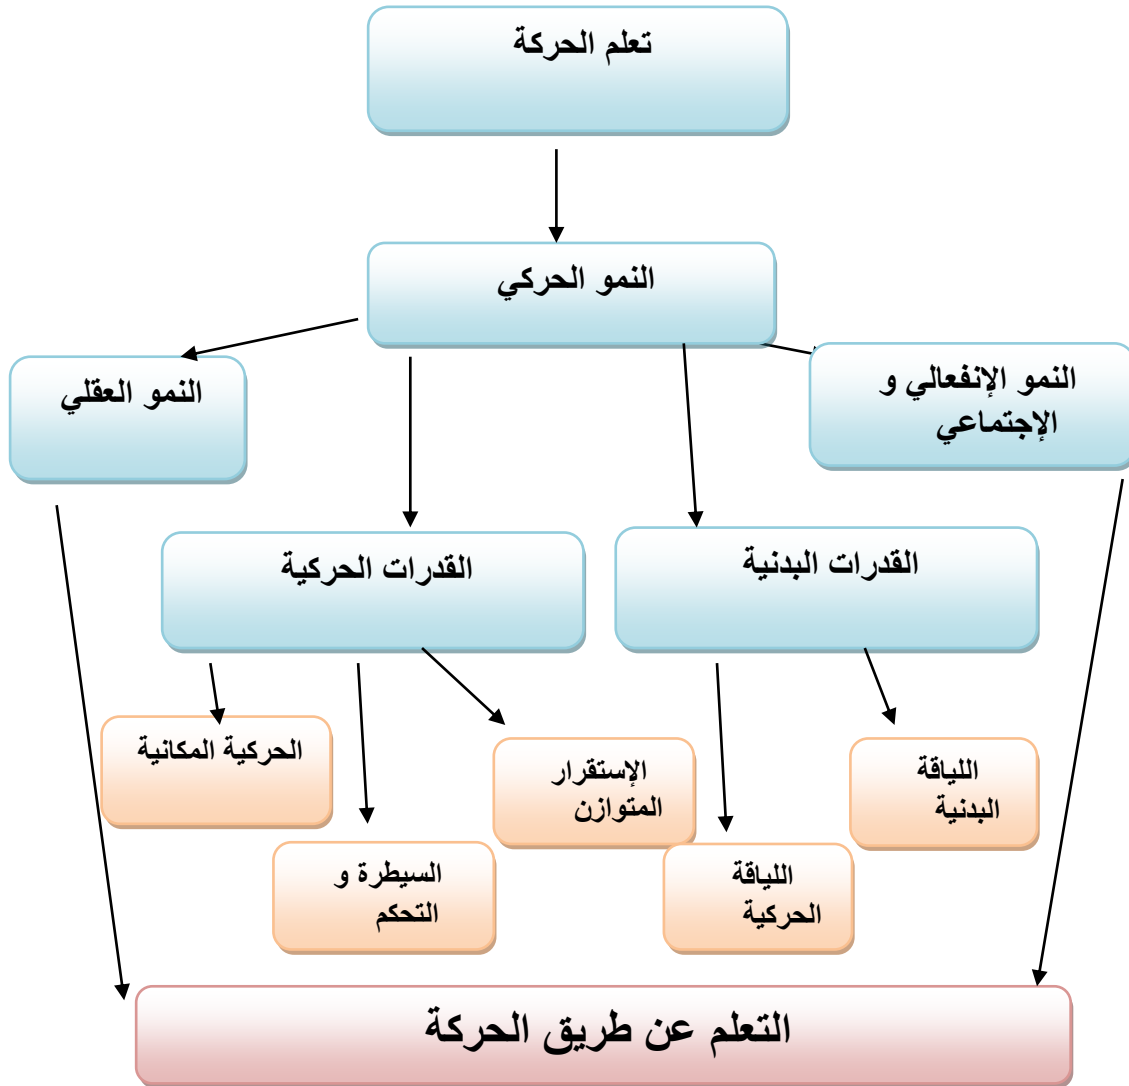 تعلم الحركة
النمو الحركي
النمو الإنفعالي و
الإجتماعي
النمو العقلي
القدرات البدنية
القدرات الحركية
اللياقة
البدنية
اللياقة
الحركية
الإستقرار
المتوازن
السيطرة و
التحكم
الحركية المكانية
التعلم عن طريق الحركة